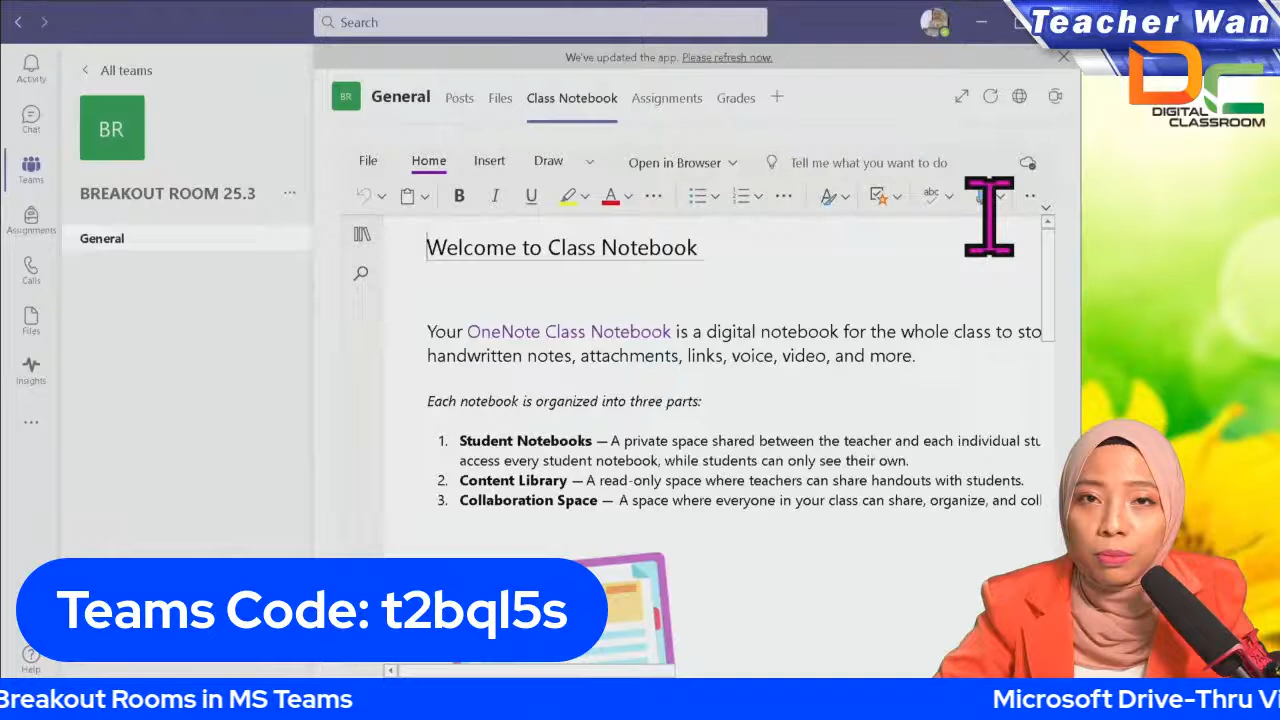 Search
Teacher Wan
DC
DIGITAL
CLASSROOM
We've updated the app. Please refresh now.
Activity
Chat
Teams
Assignments
Calls
Files
Insights
Help
All teams
BR
BREAKOUT ROOM 25.3
General
BR
General
Posts
Files
Class Notebook
Assignments
Grades
File
Home
Insert
Draw
Open in Browser
Tell me what you want to do
B
I
U
A
abc
Welcome to Class Notebook
Your OneNote Class Notebook is a digital notebook for the whole class to sto
handwritten notes, attachments, links, voice, video, and more.
Each notebook is organized into three parts:
1. Student Notebooks — A private space shared between the teacher and each individual stu
access every student notebook, while students can only see their own.
2. Content Library — A read-only space where teachers can share handouts with students.
3. Collaboration Space — A space where everyone in your class can share, organize, and coll
Teams Code: t2bql5s
Breakout Rooms in MS Teams
Microsoft Drive-Thru Vi